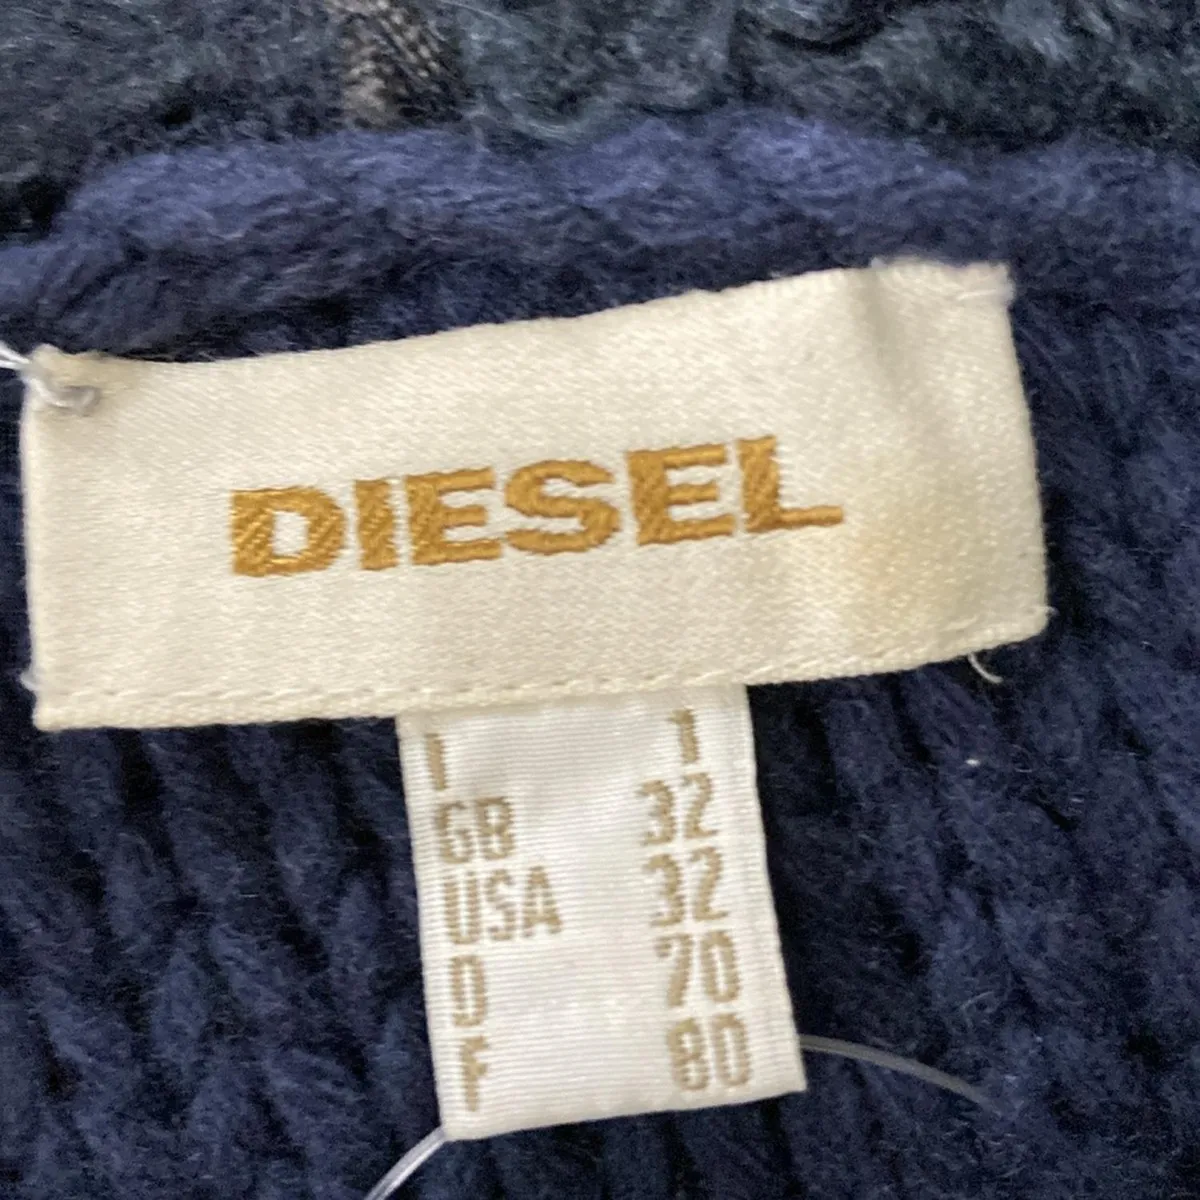 DIESEL
I 1
GB 32
USA 32
D 70
F 80